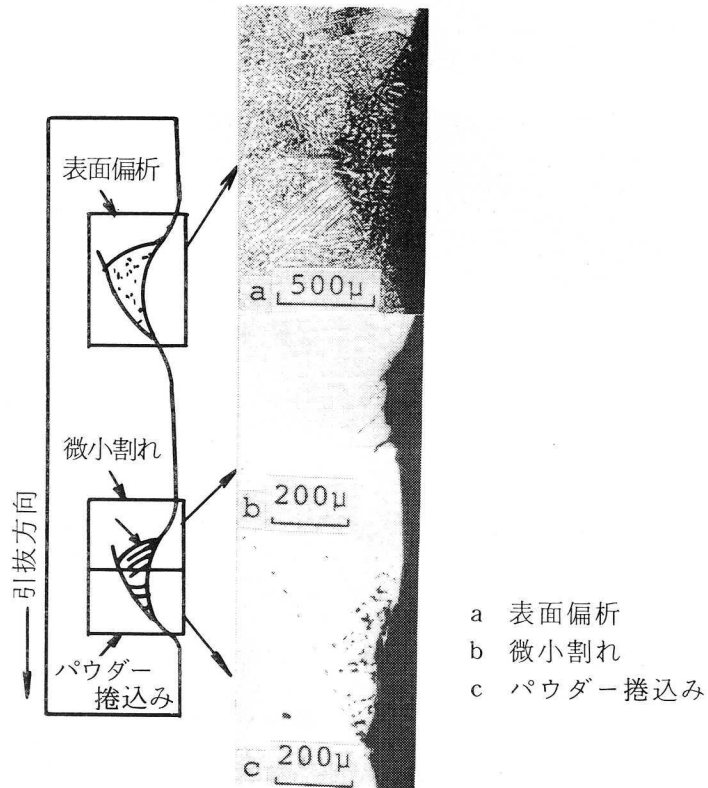 表面偏析
微小割れ
引抜方向
パウダー
捲込み
a 500μ
b 200μ
c 200μ
a 表面偏析
b 微小割れ
c パウダー捲込み